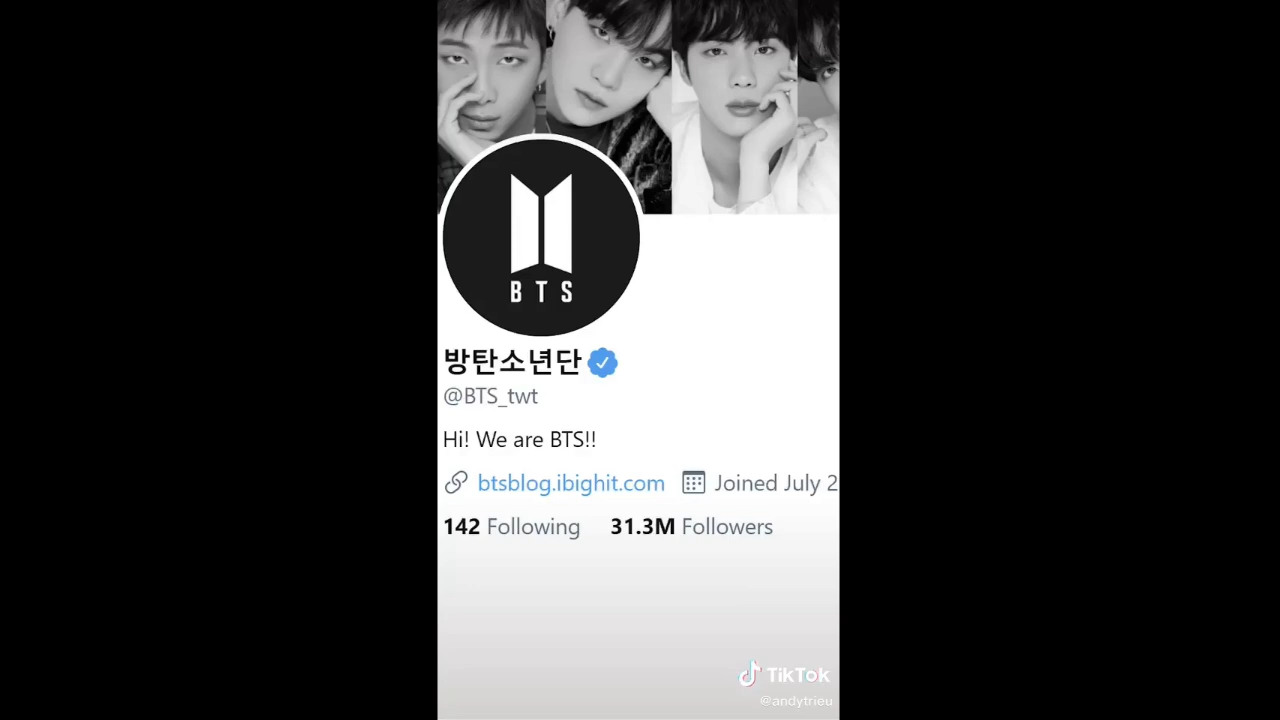 BTS
방탄소년단
@BTS_twt
Hi! We are BTS!!
btsblog.ibighit.com Joined July 2
142 Following 31.3M Followers
TikTok
@andytrieu